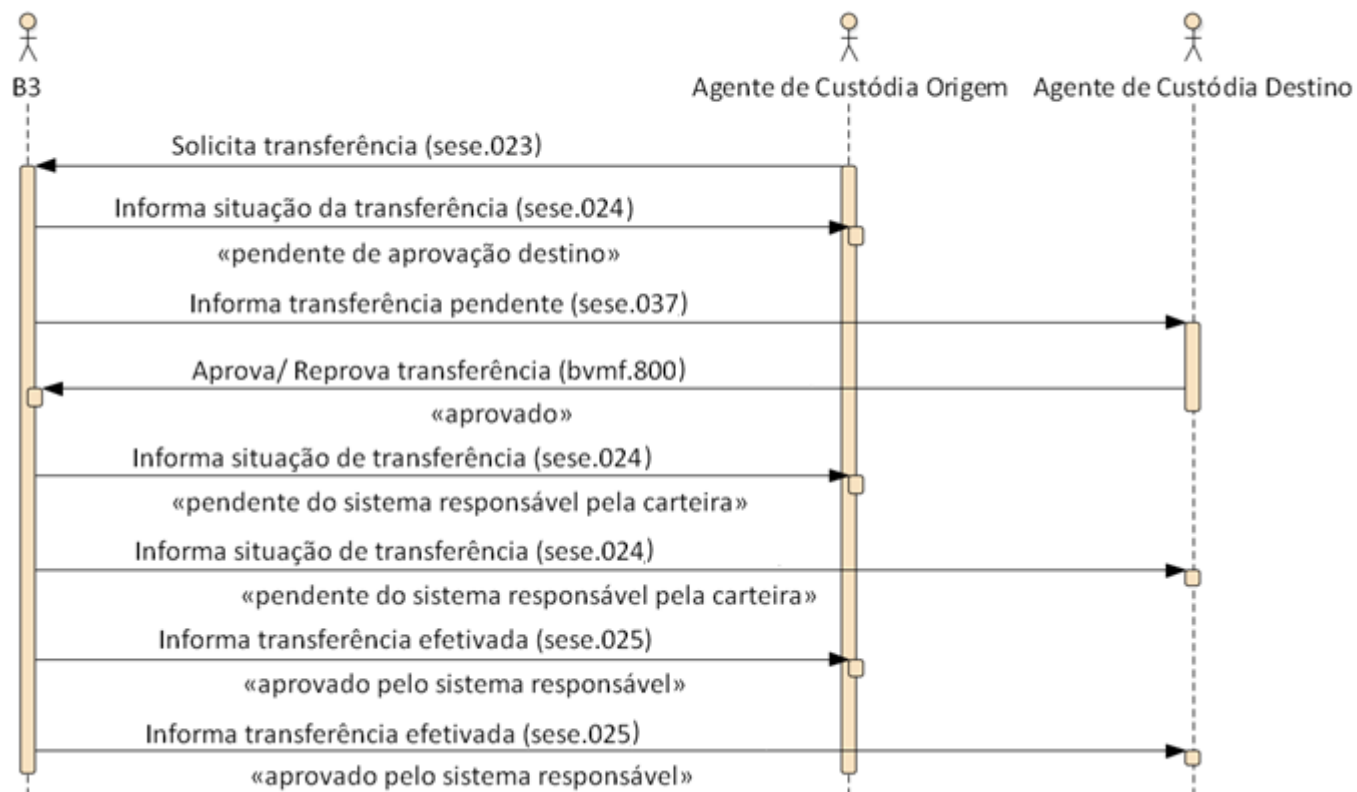 B3
Agente de Custódia Origem
Agente de Custódia Destino
Solicita transferência (sese.023)
Informa situação da transferência (sese.024)
«pendente de aprovação destino»
Informa transferência pendente (sese.037)
Aprova/ Reprova transferência (bvmf.800)
«aprovado»
Informa situação de transferência (sese.024)
«pendente do sistema responsável pela carteira»
Informa situação de transferência (sese.024)
«pendente do sistema responsável pela carteira»
Informa transferência efetivada (sese.025)
«aprovado pelo sistema responsável»
Informa transferência efetivada (sese.025)
«aprovado pelo sistema responsável»